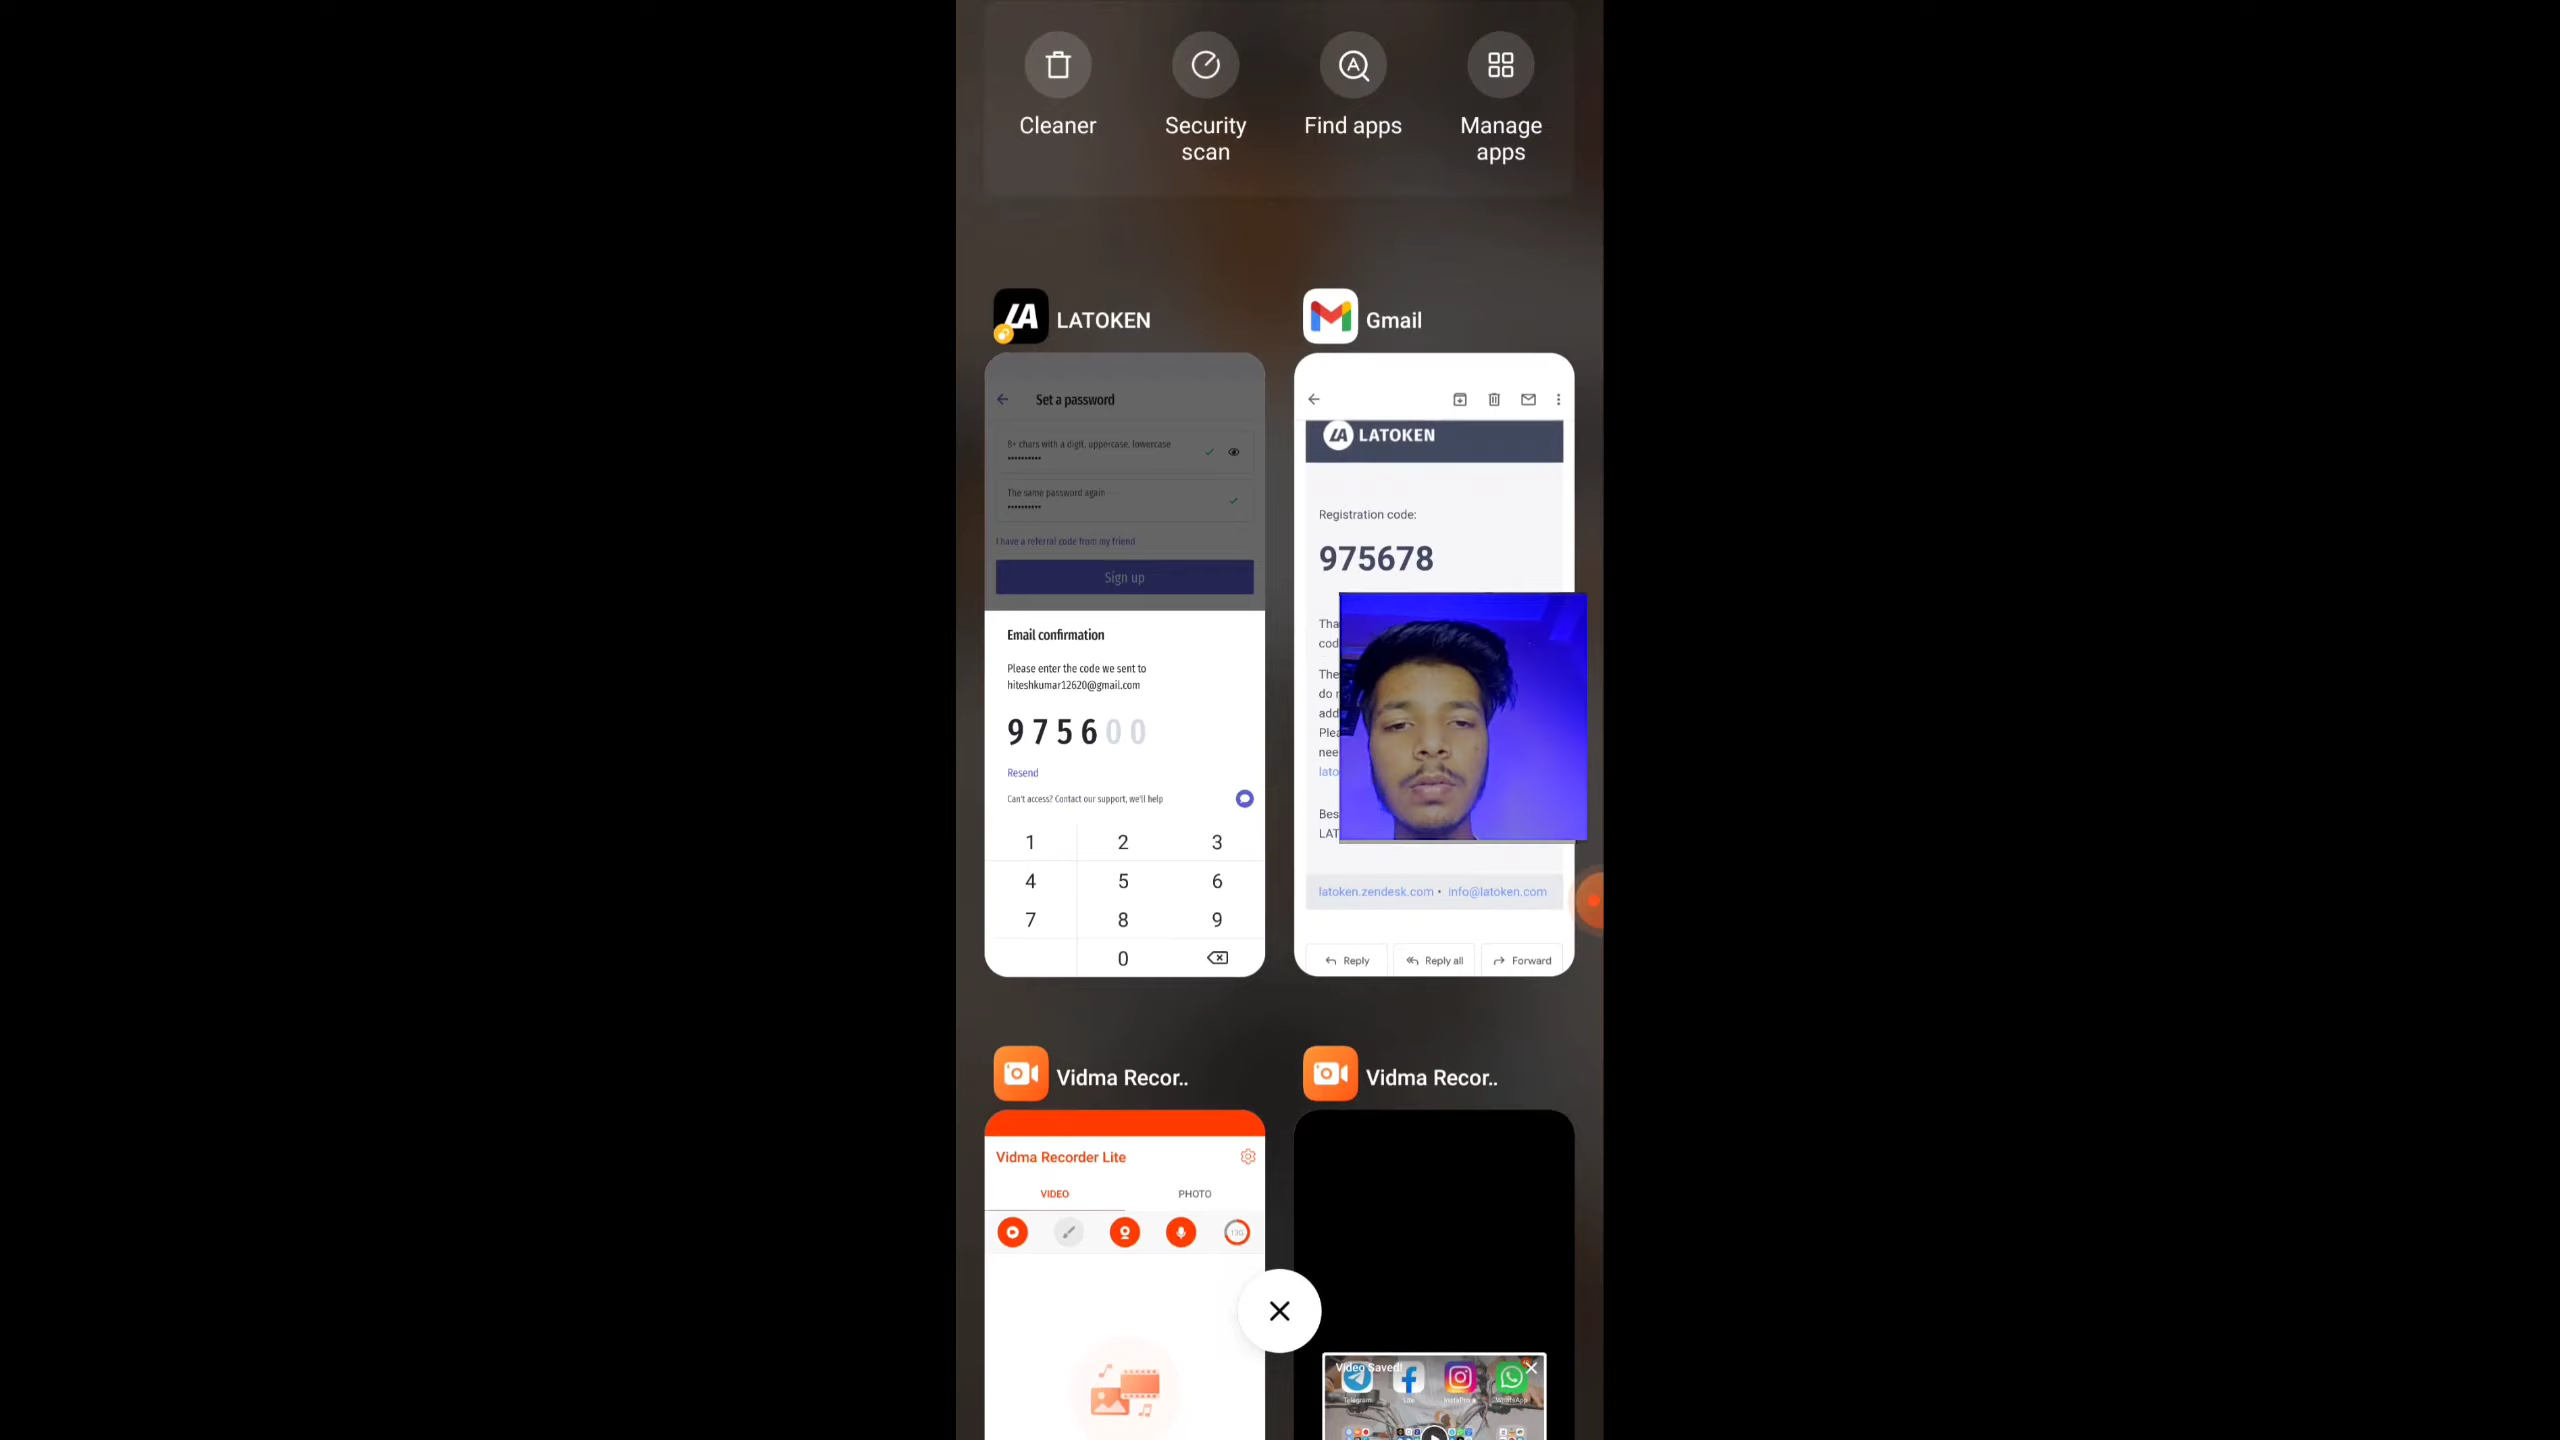 Cleaner
Security
scan
Find apps
Manage
apps
LATOKEN
Set a password
8+ chars with a digit, uppercase, lowercase
The same password again
I have a referral code from my friend
Sign up
Email confirmation
Please enter the code we sent to
hiteshkumar12620@gmail.com
9 7 5 6 0 0
Resend
Can't access? Contact our support, we'll help
1 2 3
4 5 6
7 8 9
0
Gmail
LATOKEN
Registration code:
975678
latoken.zendesk.com • info@latoken.com
Reply
Reply all
Forward
Vidma Recor..
Vidma Recorder Lite
VIDEO
PHOTO
Vidma Recor..
Video Saved!
Telegram
Lite
WhatsApp